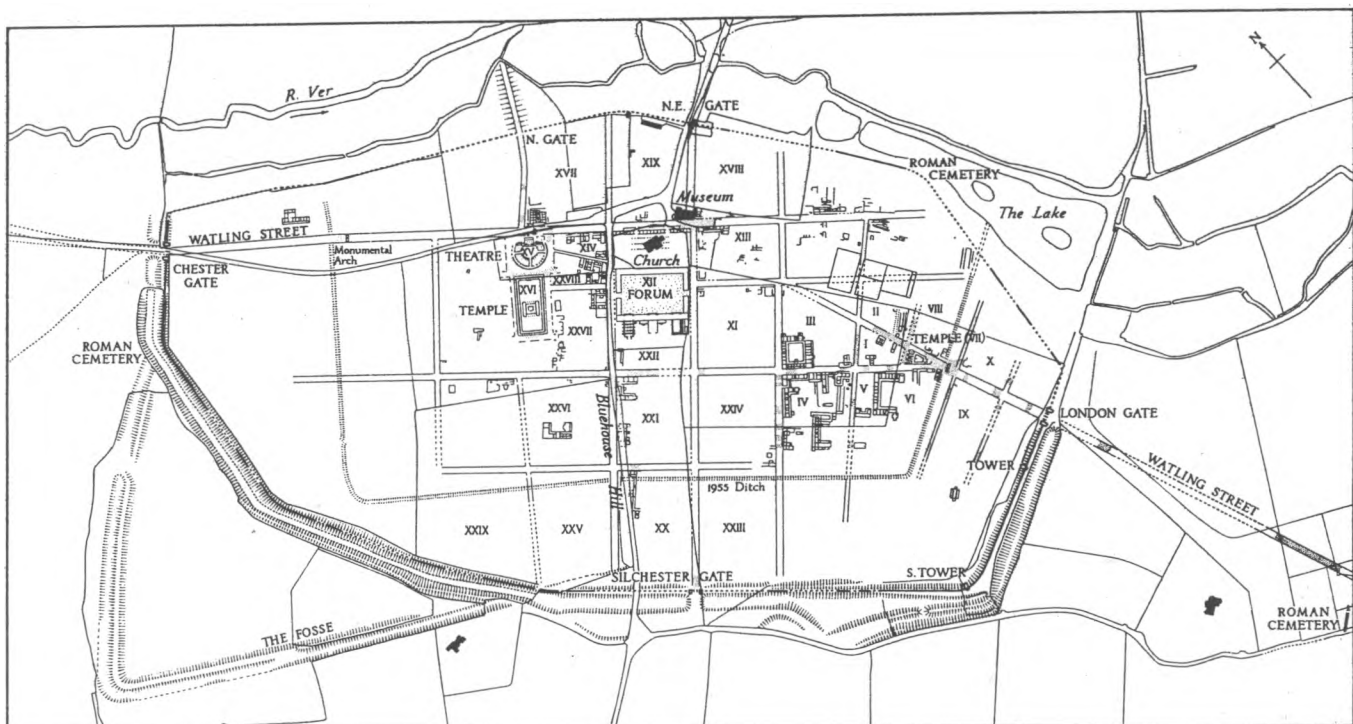 N
R. Ver
N.E. GATE
N. GATE
XIX
XVII
XVIII
ROMAN
CEMETERY
Museum
The Lake
WATLING STREET
Monumental
Arch
THEATRE
XV
XIV
XIII
CHESTER
GATE
Church
XXVIII
XII
FORUM
TEMPLE
XVI
XXVII
XI
III
II
VIII
I
TEMPLE (VII)
ROMAN
CEMETERY
XXII
X
XXVI
XXI
XXIV
IV
V
VI
IX
LONDON GATE
Bluehouse
Hill
TOWER
WATLING STREET
1955 Ditch
XXIX
XXV
XX
XXIII
SILCHESTER GATE
S. TOWER
THE FOSSE
ROMAN
CEMETERY